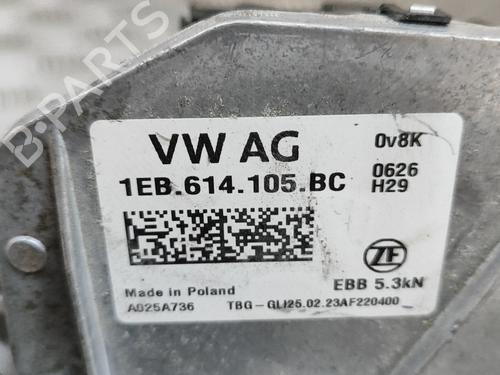 VW AG
0v8K
1EB.614.105.BC
0626
H29
ZF
EBB 5.3kN
Made in Poland
A025A736
TBG-GLI25.02.23AF220400
B-PARTS